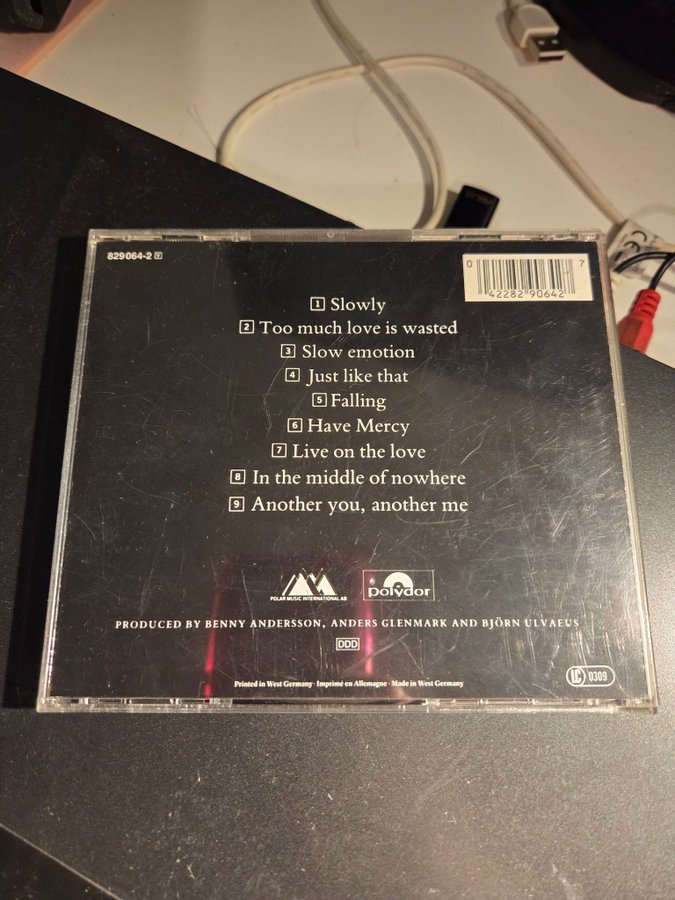 829 064-2 Y
0 42282 90642 7
1 Slowly
2 Too much love is wasted
3 Slow emotion
4 Just like that
5 Falling
6 Have Mercy
7 Live on the love
8 In the middle of nowhere
9 Another you, another me
POLAR MUSIC INTERNATIONAL AB
polydor
PRODUCED BY BENNY ANDERSSON, ANDERS GLENMARK AND BJÖRN ULVAEUS
DDD
Printed in West Germany · Imprimé en Allemagne · Made in West Germany
LC 0309
CE